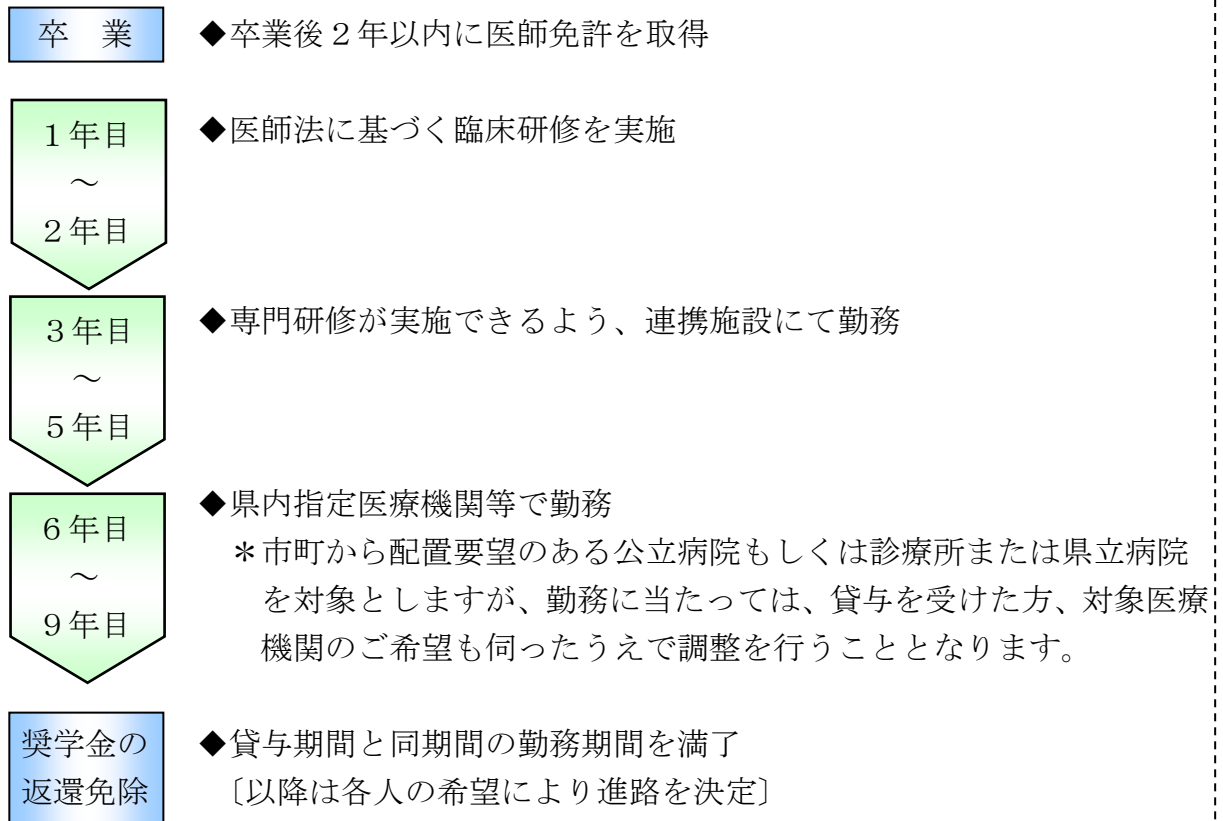 卒　業
◆卒業後２年以内に医師免許を取得
１年目
～
２年目
◆医師法に基づく臨床研修を実施
３年目
～
５年目
◆専門研修が実施できるよう、連携施設にて勤務
６年目
～
９年目
◆県内指定医療機関等で勤務
＊市町から配置要望のある公立病院もしくは診療所または県立病院
を対象としますが、勤務に当たっては、貸与を受けた方、対象医療
機関のご希望も伺ったうえで調整を行うこととなります。
奨学金の
返還免除
◆貸与期間と同期間の勤務期間を満了
〔以降は各人の希望により進路を決定〕